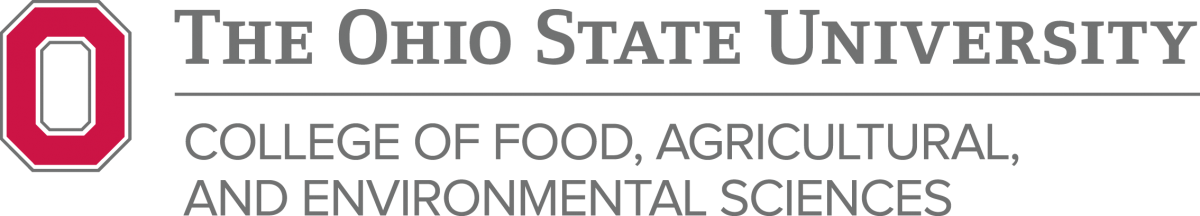 THE OHIO STATE UNIVERSITY
COLLEGE OF FOOD, AGRICULTURAL,
AND ENVIRONMENTAL SCIENCES